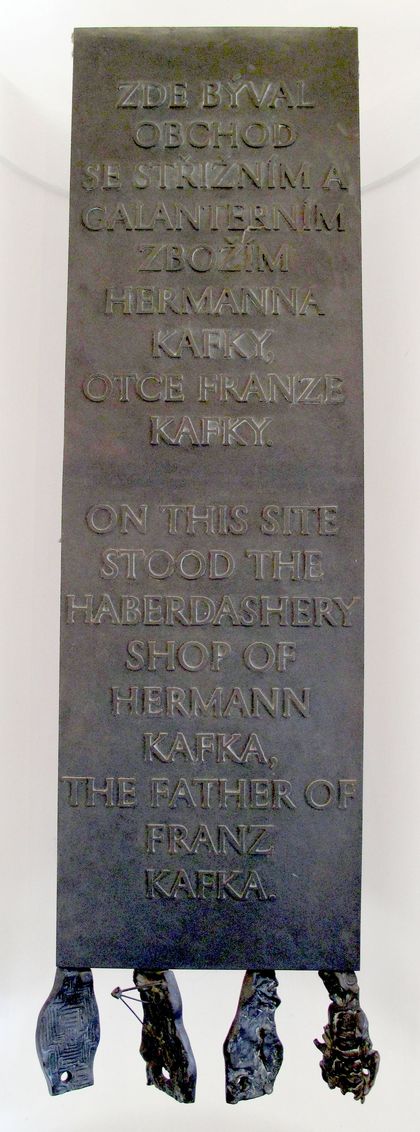 ZDE BÝVAL
OBCHOD
SE STŘIŽNÍM A
GALANTERNÍM
ZBOŽÍM
HERMANNA
KAFKY,
OTCE FRANZE
KAFKY.
ON THIS SITE
STOOD THE
HABERDASHERY
SHOP OF
HERMANN
KAFKA,
THE FATHER OF
FRANZ
KAFKA.